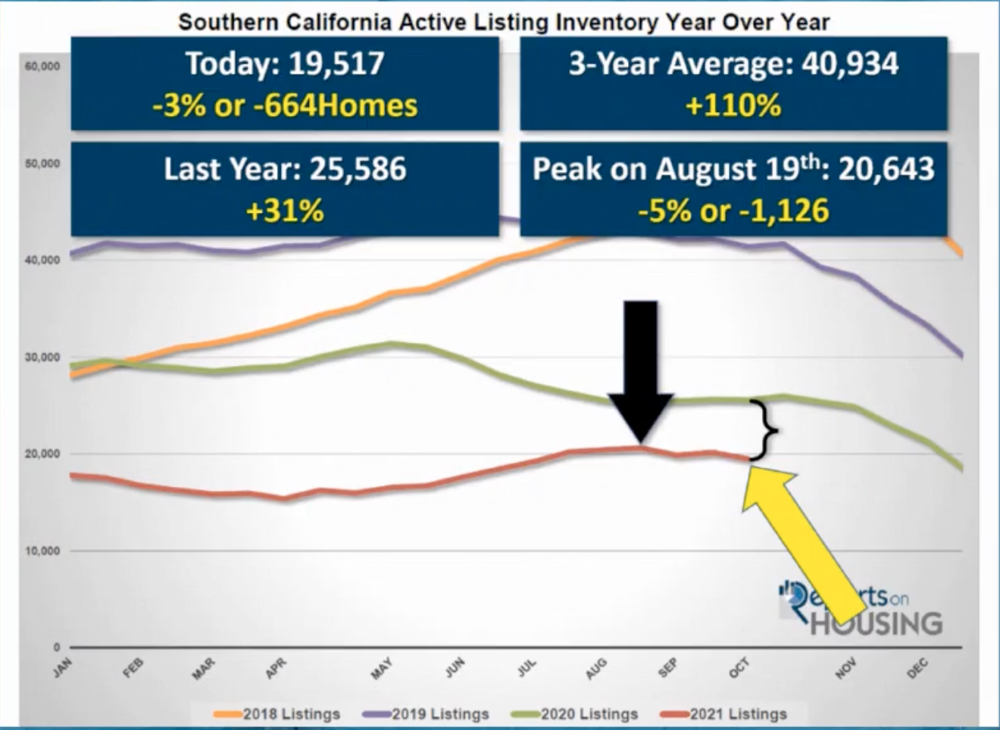 Southern California Active Listing Inventory Year Over Year
Today: 19,517
-3% or -664Homes
3-Year Average: 40,934
+110%
Last Year: 25,586
+31%
Peak on August 19th: 20,643
-5% or -1,126
60,000
50,000
40,000
30,000
20,000
10,000
0
JAN FEB MAR APR MAY JUN JUL AUG SEP OCT NOV DEC
on
HOUSING
2018 Listings 2019 Listings 2020 Listings 2021 Listings